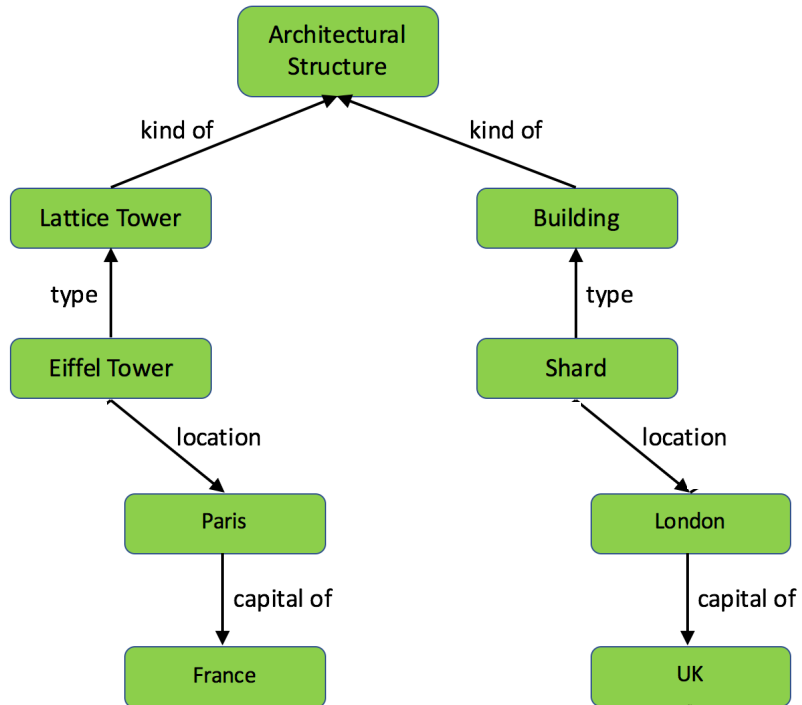 Architectural
Structure
kind of
kind of
Lattice Tower
Building
type
type
Eiffel Tower
Shard
location
location
Paris
London
capital of
capital of
France
UK